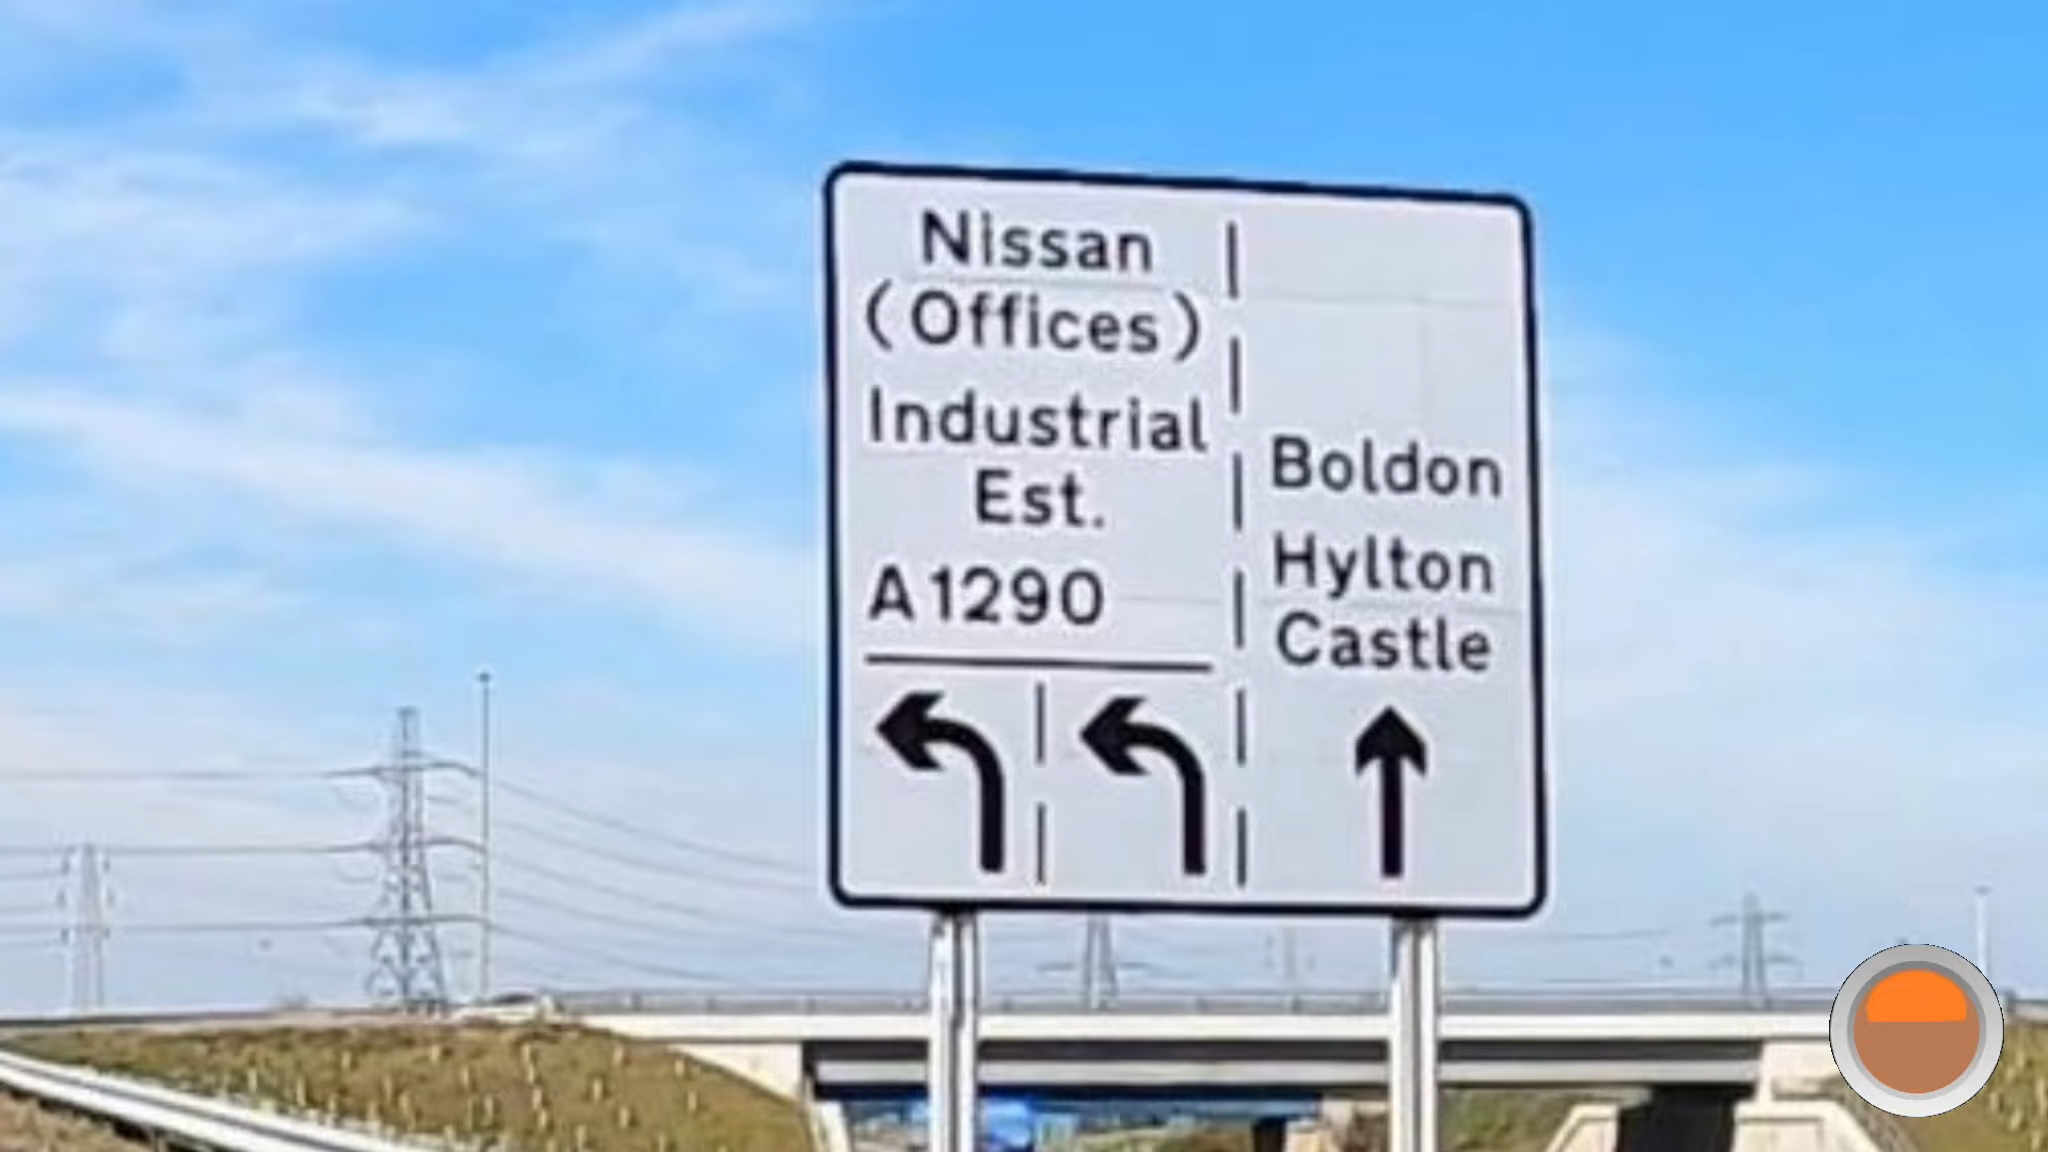 Nissan
(Offices)
Industrial
Est.
A1290
Boldon
Hylton
Castle